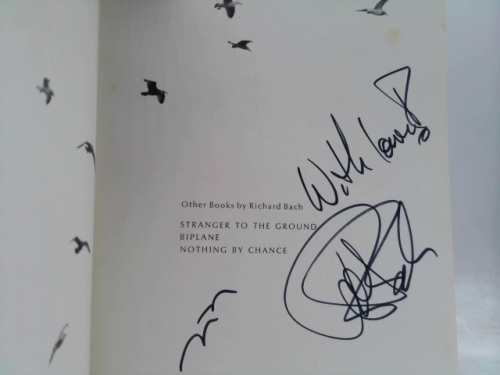 Other Books by Richard Bach
STRANGER TO THE GROUND
BIPLANE
NOTHING BY CHANCE
With love